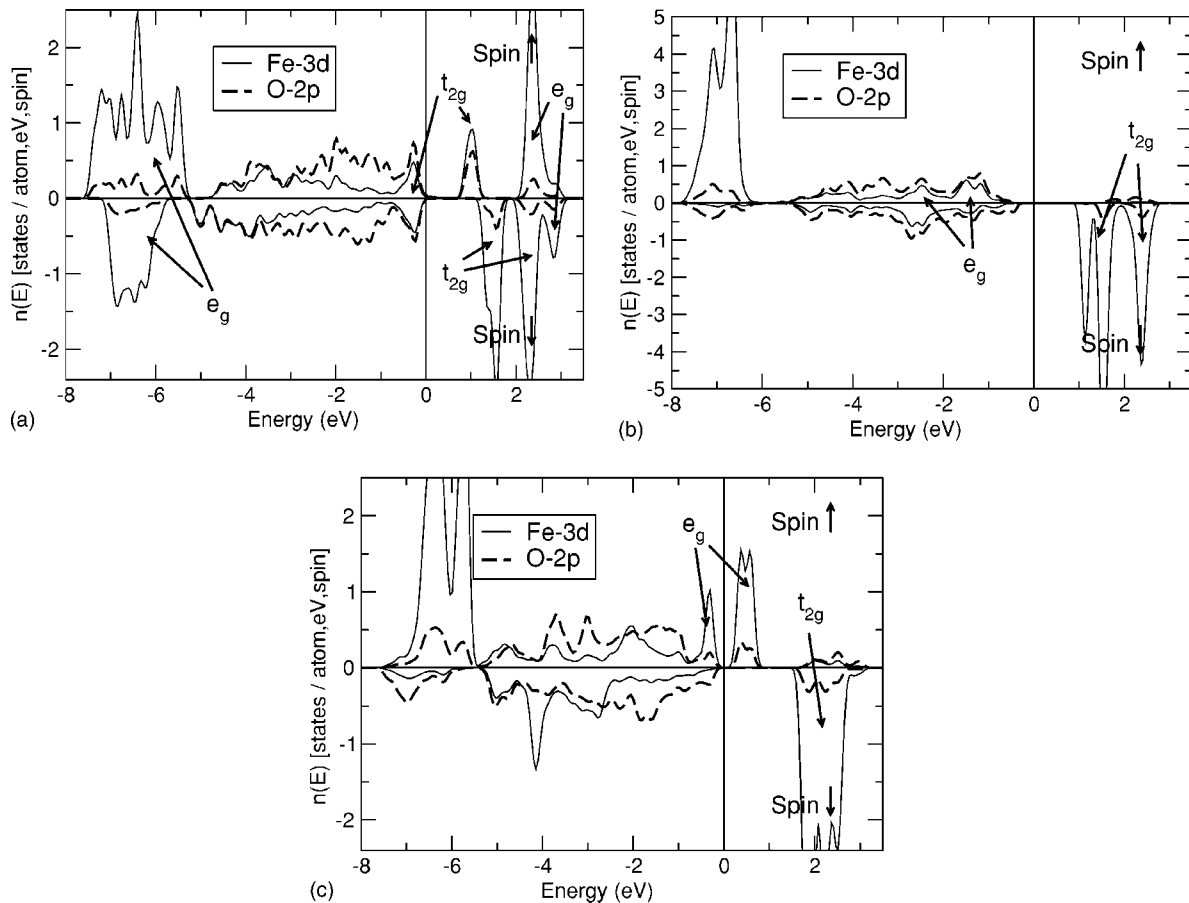 2
1
0
-1
-2
n(E) [states / atom,eV,spin]
Fe-3d
O-2p
t2g
Spin
eg
eg
t2g
Spin
-8 -6 -4 -2 0 2
Energy (eV)
(a)
5
4
3
2
1
0
-1
-2
-3
-4
-5
n(E) [states / atom,eV,spin]
Fe-3d
O-2p
Spin
t2g
eg
Spin
-8 -6 -4 -2 0 2
Energy (eV)
(b)
2
1
0
-1
-2
n(E) [states / atom,eV,spin]
Fe-3d
O-2p
eg
Spin
t2g
Spin
-8 -6 -4 -2 0 2
Energy (eV)
(c)